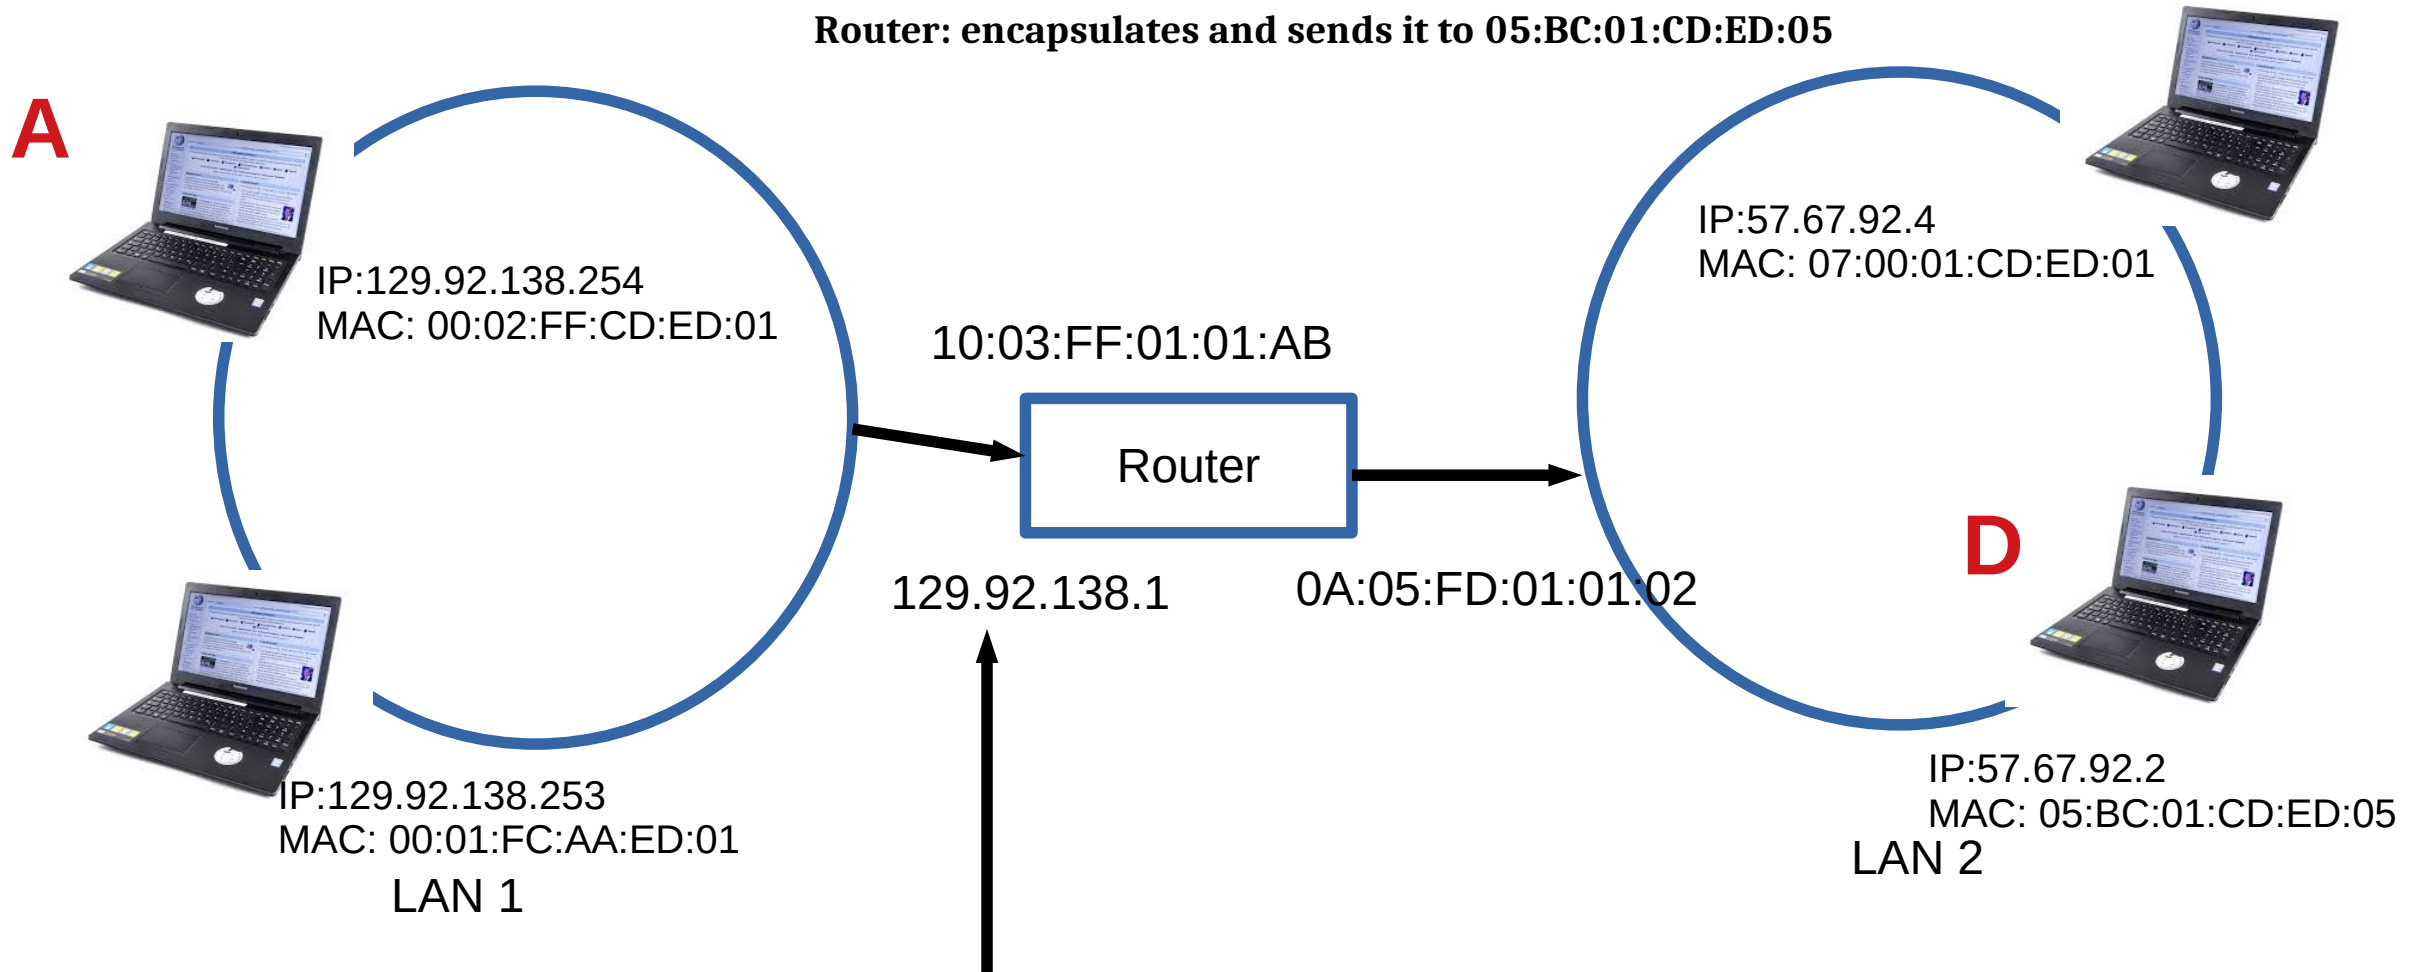 Router: encapsulates and sends it to 05:BC:01:CD:ED:05
A
IP:129.92.138.254
MAC: 00:02:FF:CD:ED:01
IP:57.67.92.4
MAC: 07:00:01:CD:ED:01
10:03:FF:01:01:AB
Router
129.92.138.1
0A:05:FD:01:01:02
D
IP:129.92.138.253
MAC: 00:01:FC:AA:ED:01
LAN 1
IP:57.67.92.2
MAC: 05:BC:01:CD:ED:05
LAN 2